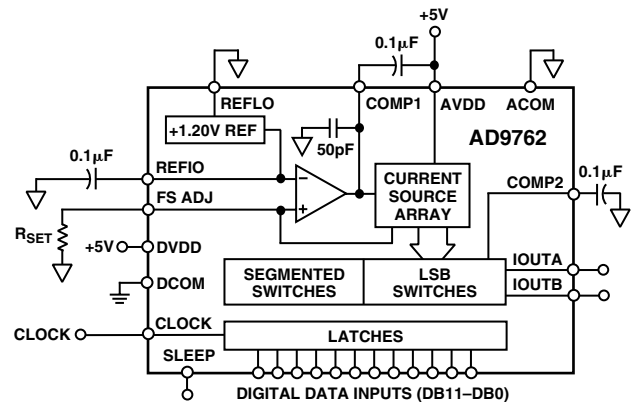 +5V
0.1µF
REFLO
COMP1
AVDD
ACOM
+1.20V REF
50pF
AD9762
0.1µF
REFIO
−
+
FS ADJ
RSET
CURRENT
SOURCE
ARRAY
COMP2
0.1µF
+5V
DVDD
DCOM
SEGMENTED
SWITCHES
LSB
SWITCHES
IOUTA
IOUTB
CLOCK
CLOCK
LATCHES
SLEEP
DIGITAL DATA INPUTS (DB11–DB0)